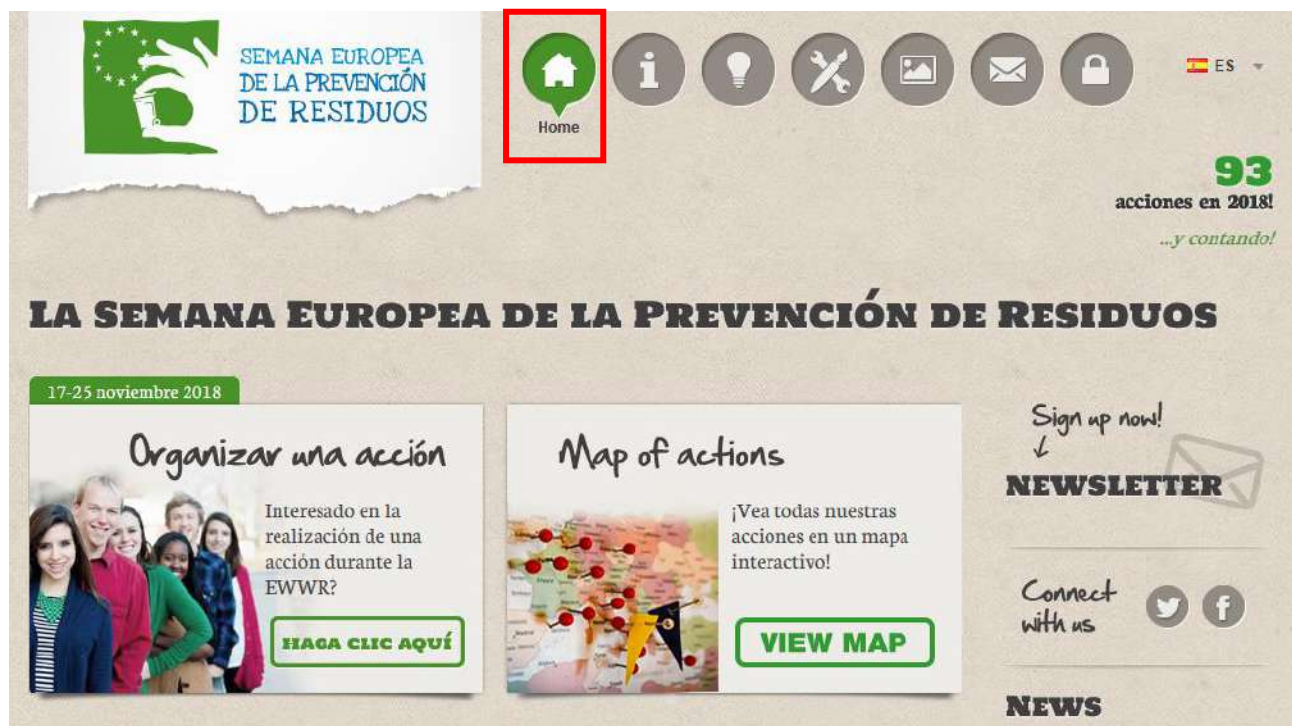 SEMANA EUROPEA
DE LA PREVENCIÓN
DE RESIDUOS
Home
ES
93
acciones en 2018!
...y contando!
LA SEMANA EUROPEA DE LA PREVENCIÓN DE RESIDUOS
17-25 noviembre 2018
Organizar una acción
Interesado en la
realización de una
acción durante la
EWWR?
HAGA CLIC AQUÍ
Map of actions
¡Vea todas nuestras
acciones en un mapa
interactivo!
VIEW MAP
Sign up now!
NEWSLETTER
Connect
with us
NEWS